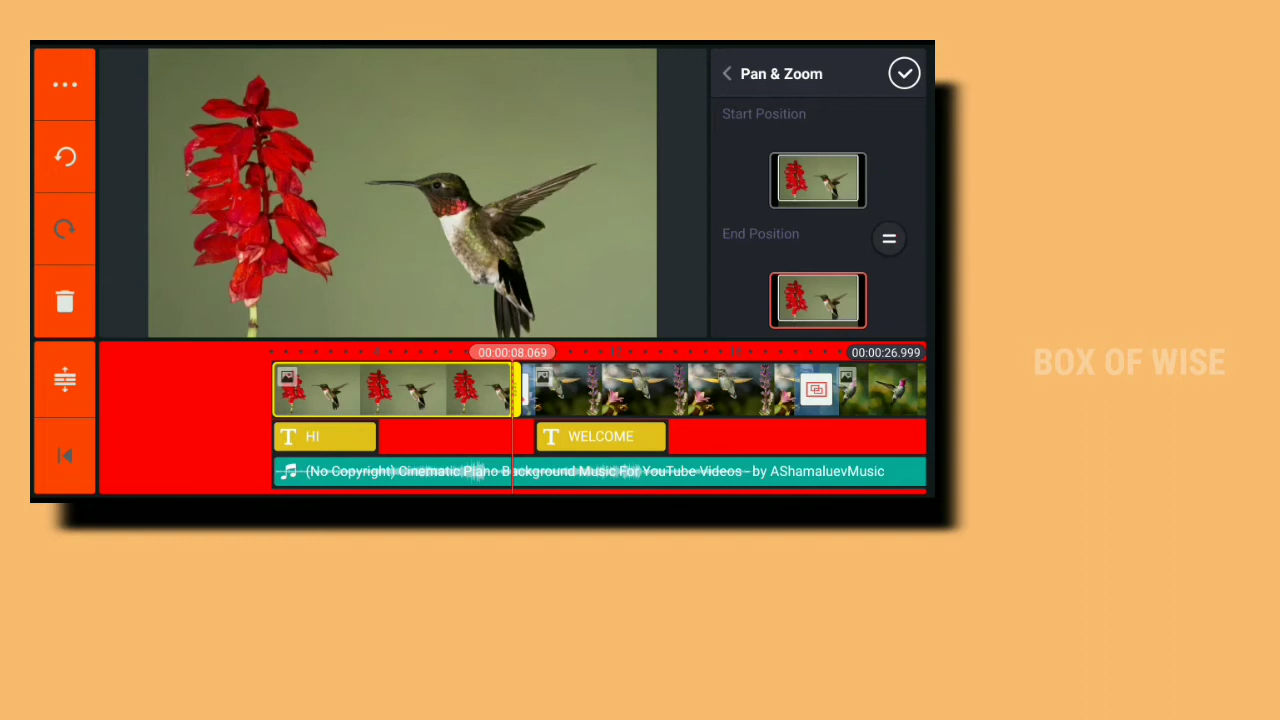 Pan & Zoom
Start Position
End Position
00:00:08.069
00:00:26.999
BOX OF WISE
HI
WELCOME
(No Copyright) Cinematic Piano Background Music For YouTube Videos - by AShamaluevMusic